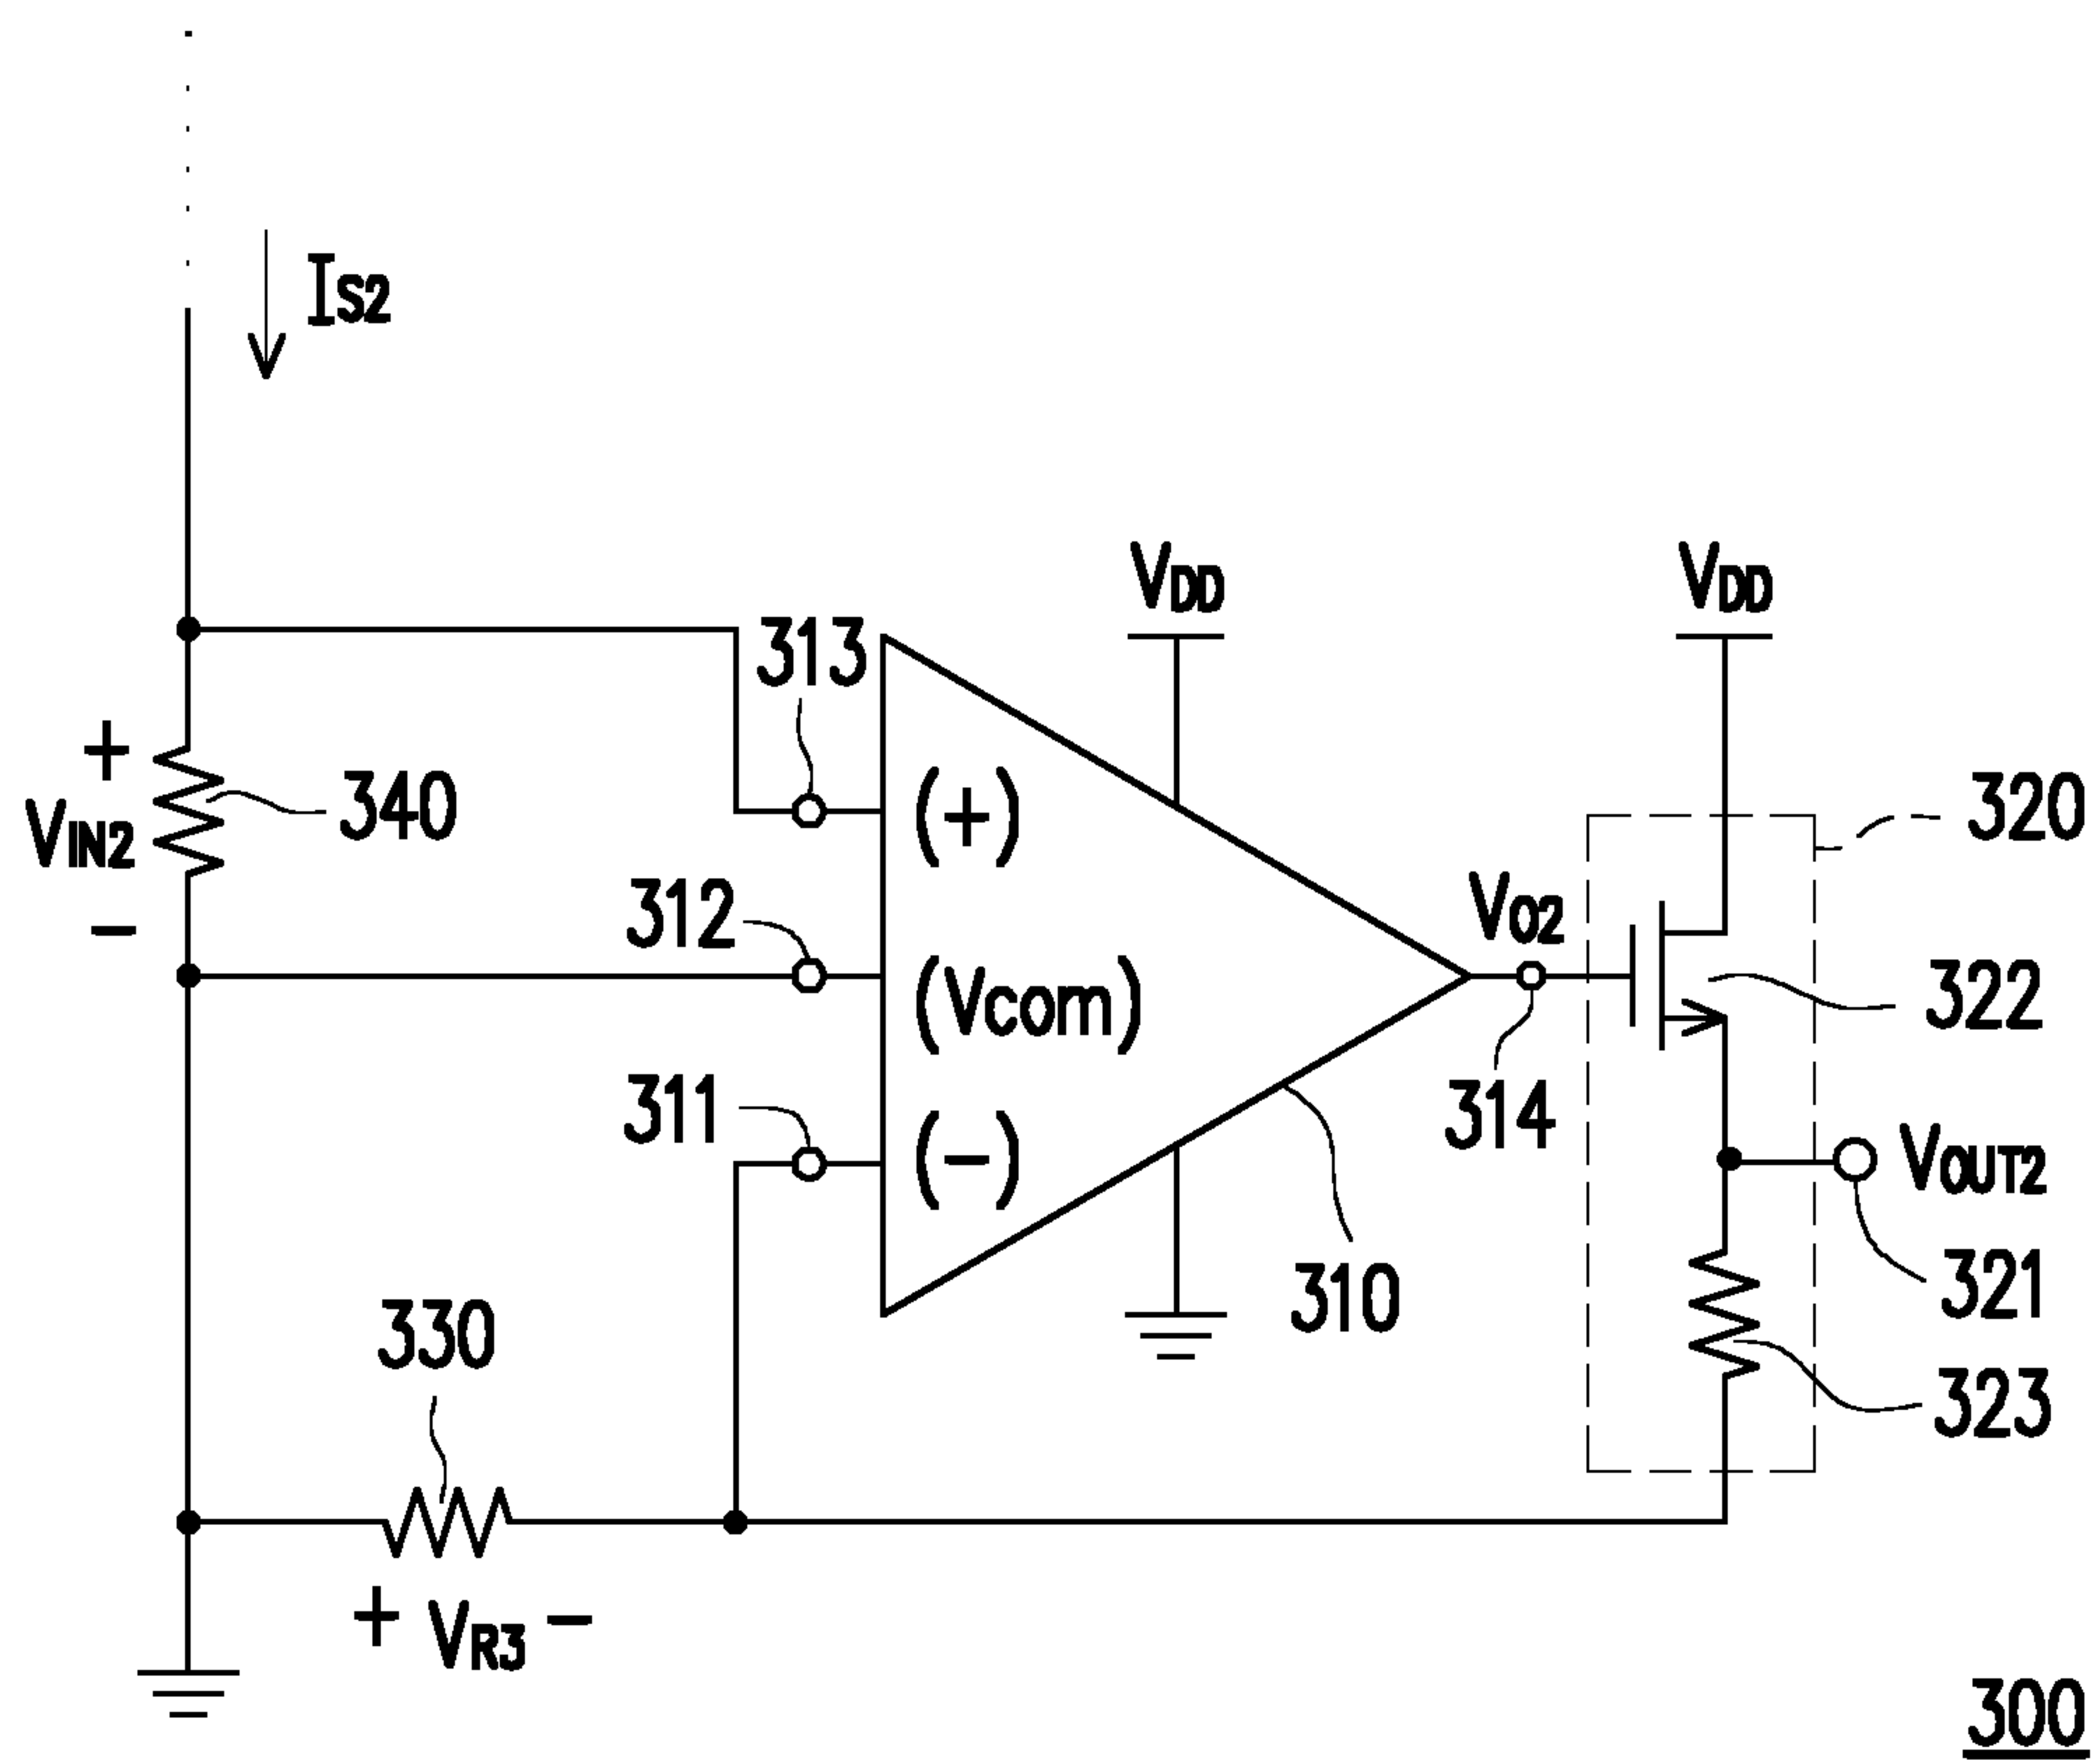 IS2
VDD
VDD
313
+
340
(+)
320
VIN2
312
VO2
−
(Vcom)
322
311
314
(−)
VOUT2
310
321
330
323
+ VR3 −
300